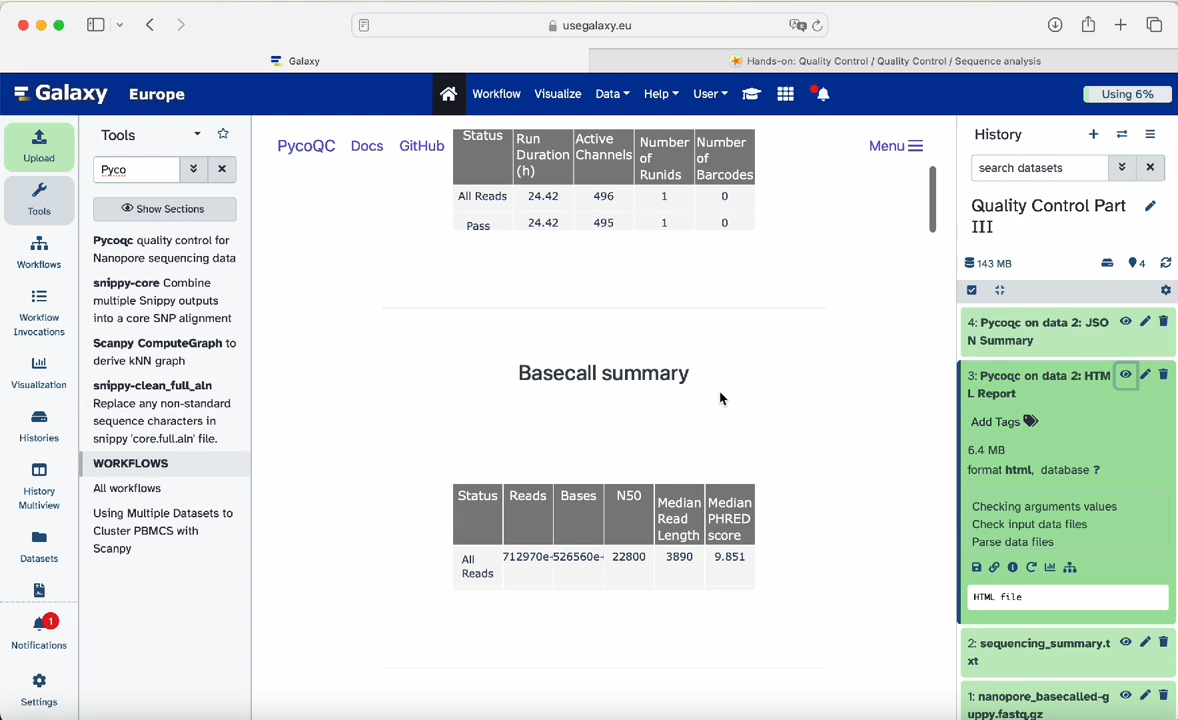 usegalaxy.eu
Galaxy
Hands-on: Quality Control / Quality Control / Sequence analysis
Galaxy Europe
Workflow Visualize Data Help User
Using 6%
Upload
Tools
Workflows
Workflow
Invocations
Visualization
Histories
History
Multiview
Datasets
1
Notifications
Settings
Tools
Pyco
Show Sections
Pycoqc quality control for
Nanopore sequencing data
snippy-core Combine
multiple Snippy outputs
into a core SNP alignment
Scanpy ComputeGraph to
derive kNN graph
snippy-clean_full_aln
Replace any non-standard
sequence characters in
snippy 'core.full.aln' file.
WORKFLOWS
All workflows
Using Multiple Datasets to
Cluster PBMCS with
Scanpy
PycoQC Docs GitHub
Menu
Status Run Duration (h) Active Channels Number of Runids Number of Barcodes
All Reads 24.42 496 1 0
Pass 24.42 495 1 0
Basecall summary
Status Reads Bases N50 Median Read Length Median PHRED score
All Reads 712970e-526560e- 22800 3890 9.851
History
search datasets
Quality Control Part
III
143 MB
4
4: Pycoqc on data 2: JSO
N Summary
3: Pycoqc on data 2: HTM
L Report
Add Tags
6.4 MB
format html, database ?
Checking arguments values
Check input data files
Parse data files
HTML file
2: sequencing_summary.t
xt
1: nanopore_basecalled-g
uppy.fastq.gz